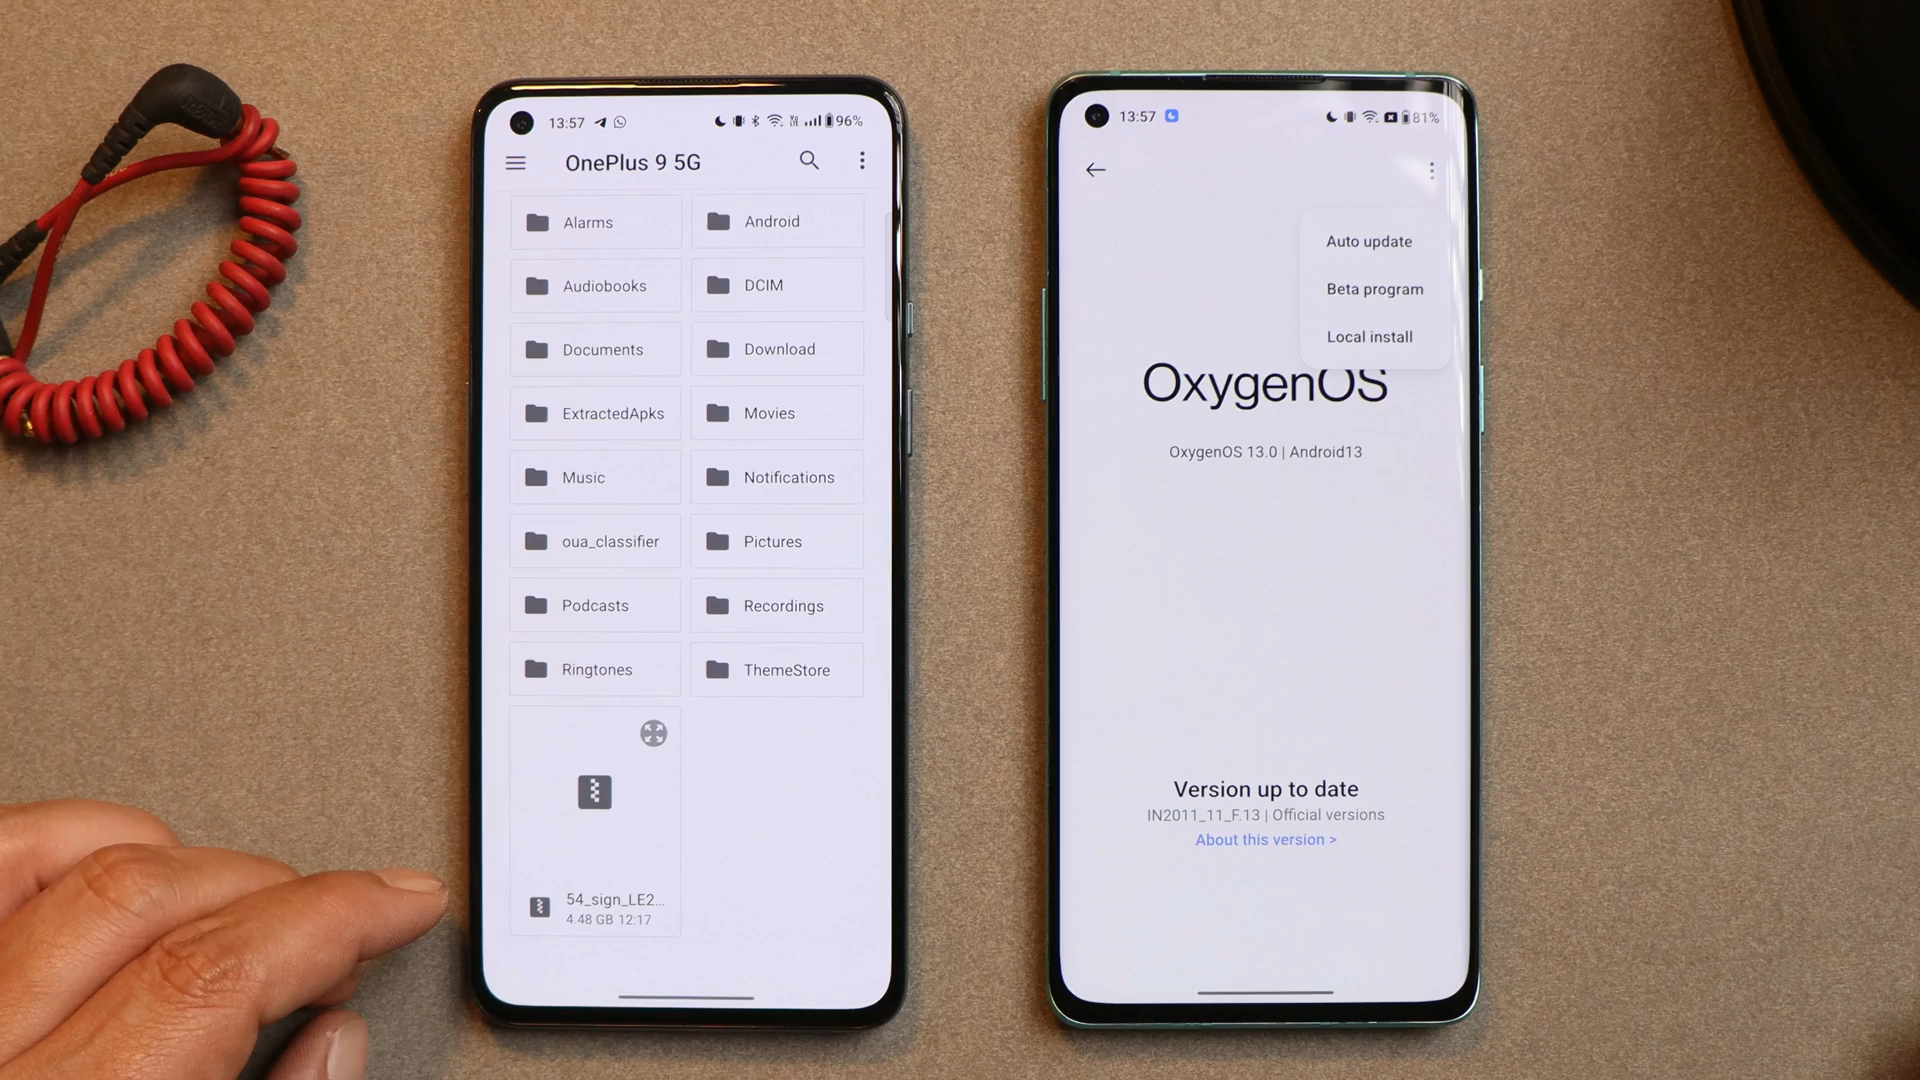 13:57
96%
OnePlus 9 5G
Alarms
Android
Audiobooks
DCIM
Documents
Download
ExtractedApks
Movies
Music
Notifications
oua_classifier
Pictures
Podcasts
Recordings
Ringtones
ThemeStore
54_sign_LE2...
4.48 GB 12:17
13:57
81%
Auto update
Beta program
Local install
OxygenOS
OxygenOS 13.0 | Android13
Version up to date
IN2011_11_F.13 | Official versions
About this version >